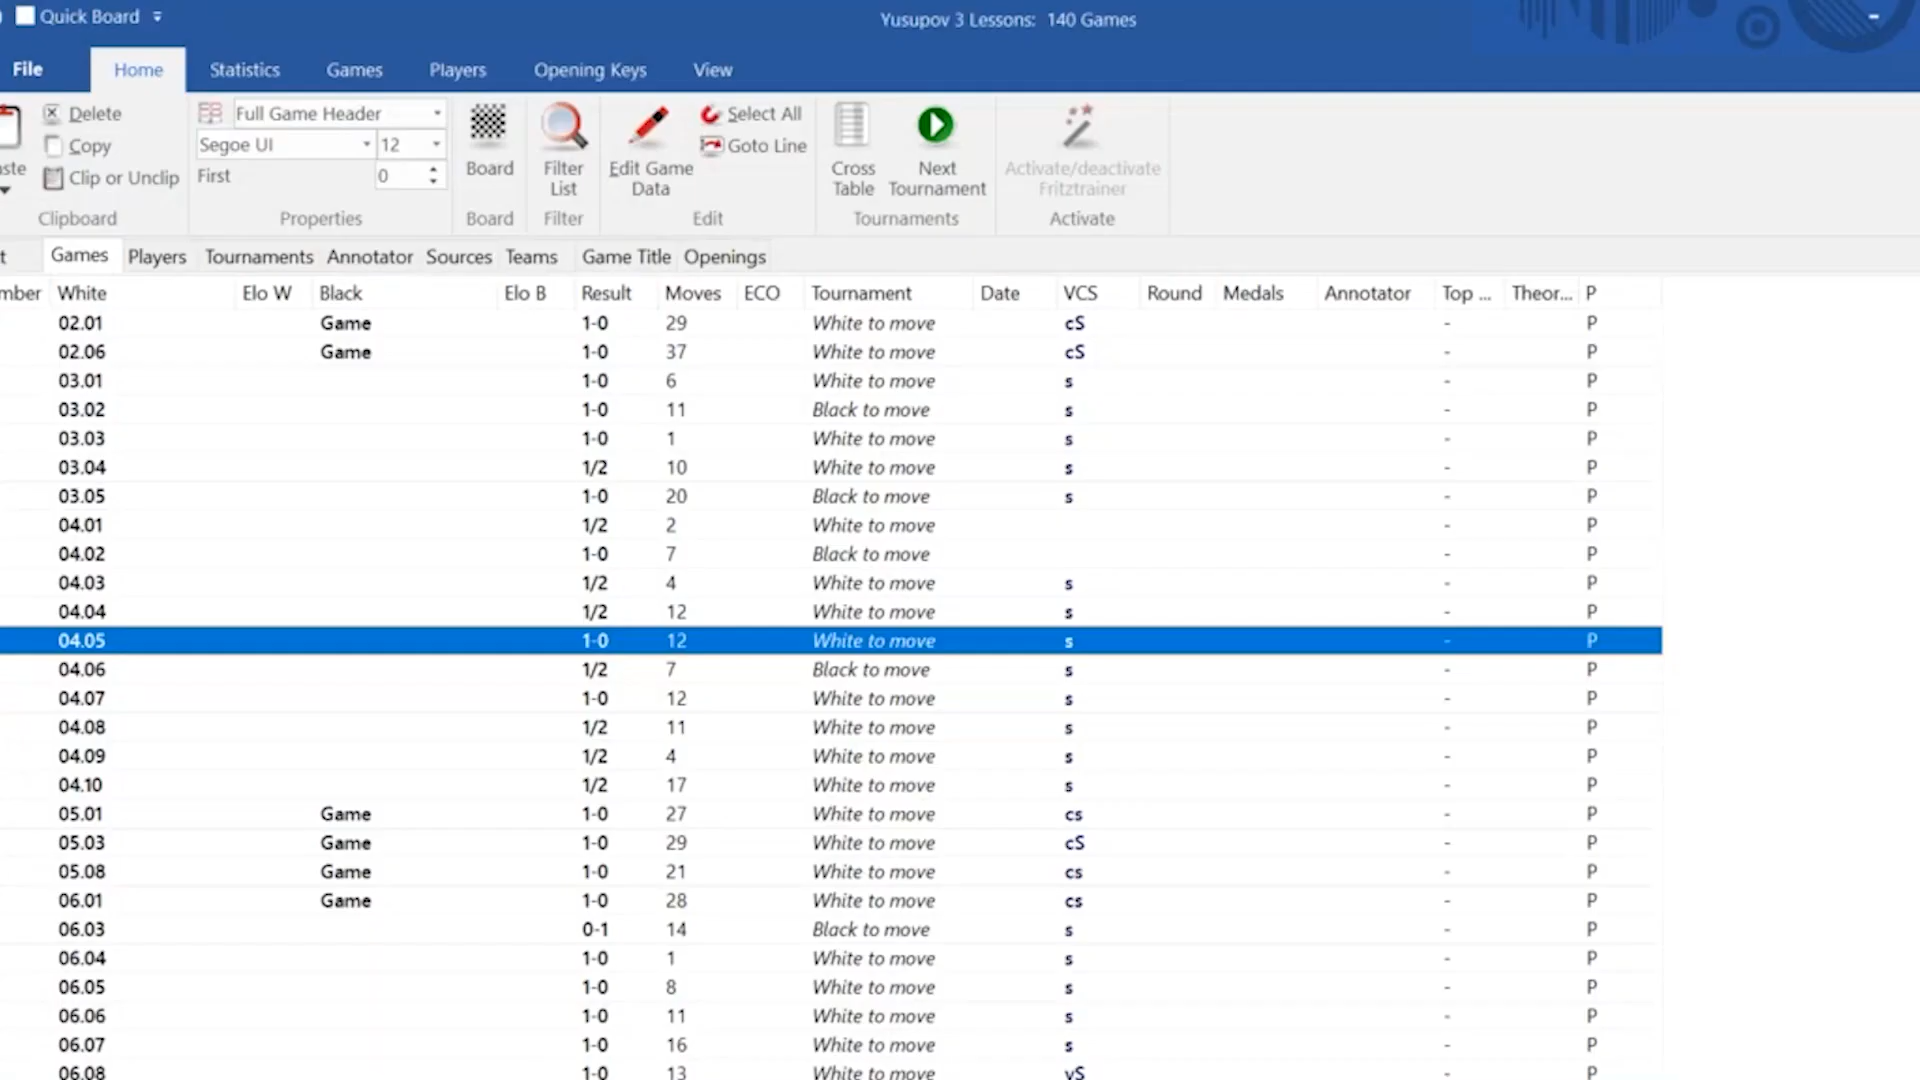 Quick Board
Yusupov 3 Lessons: 140 Games
File Home Statistics Games Players Opening Keys View
Delete
Copy
Clip or Unclip
Clipboard
Full Game Header
Segoe UI 12
First 0
Properties
Board
Board
Filter List
Filter
Edit Game Data
Select All
Goto Line
Edit
Cross Table
Next Tournament
Tournaments
Activate/deactivate Fritztrainer
Activate
Games Players Tournaments Annotator Sources Teams Game Title Openings
mber White Elo W Black Elo B Result Moves ECO Tournament Date VCS Round Medals Annotator Top ... Theor... P
02.01 Game 1-0 29 White to move cS - P
02.06 Game 1-0 37 White to move cS - P
03.01 1-0 6 White to move s - P
03.02 1-0 11 Black to move s - P
03.03 1-0 1 White to move s - P
03.04 1/2 10 White to move s - P
03.05 1-0 20 Black to move s - P
04.01 1/2 2 White to move - P
04.02 1-0 7 Black to move - P
04.03 1/2 4 White to move s - P
04.04 1/2 12 White to move s - P
04.05 1-0 12 White to move s - P
04.06 1/2 7 Black to move s - P
04.07 1-0 12 White to move s - P
04.08 1/2 11 White to move s - P
04.09 1/2 4 White to move s - P
04.10 1/2 17 White to move s - P
05.01 Game 1-0 27 White to move cs - P
05.03 Game 1-0 29 White to move cS - P
05.08 Game 1-0 21 White to move cs - P
06.01 Game 1-0 28 White to move cs - P
06.03 0-1 14 Black to move s - P
06.04 1-0 1 White to move s - P
06.05 1-0 8 White to move s - P
06.06 1-0 11 White to move s - P
06.07 1-0 16 White to move s - P
06.08 1-0 13 White to move vS - P